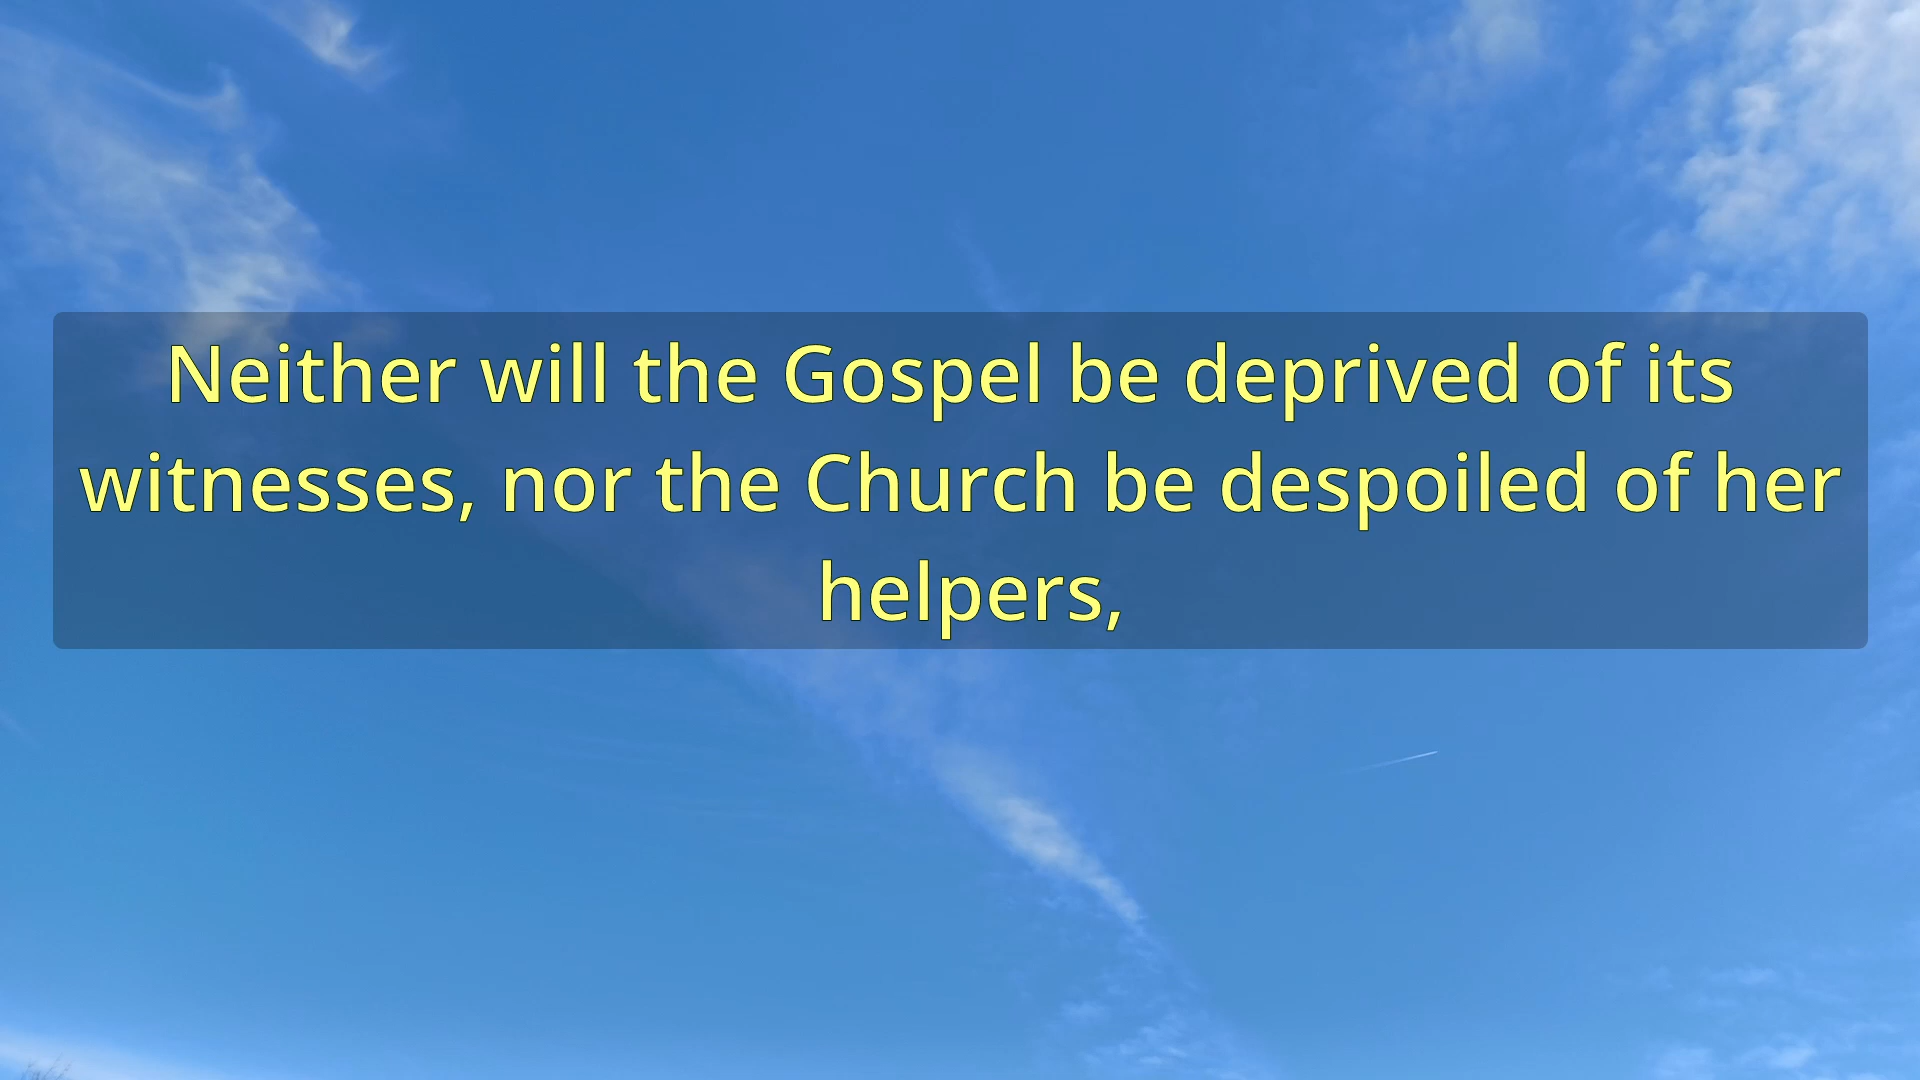 Neither will the Gospel be deprived of its
witnesses, nor the Church be despoiled of her
helpers,